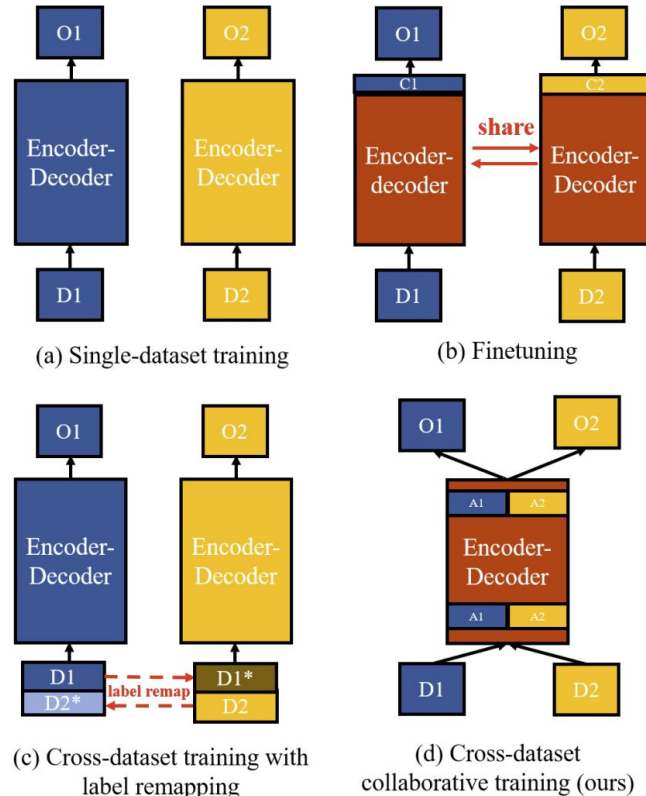 O1
O2
Encoder-
Decoder
Encoder-
Decoder
D1
D2
(a) Single-dataset training
O1
O2
C1
C2
Encoder-
decoder
share
Encoder-
Decoder
D1
D2
(b) Finetuning
O1
O2
Encoder-
Decoder
Encoder-
Decoder
D1
D2*
label remap
D1*
D2
(c) Cross-dataset training with
label remapping
O1
O2
A1
A2
Encoder-
Decoder
A1
A2
D1
D2
(d) Cross-dataset
collaborative training (ours)